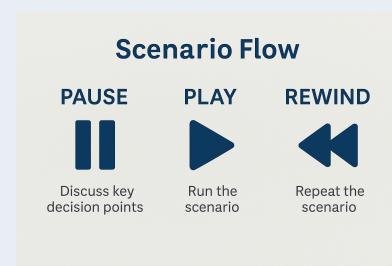 Scenario Flow
PAUSE
PLAY
REWIND
Discuss key
decision points
Run the
scenario
Repeat the
scenario